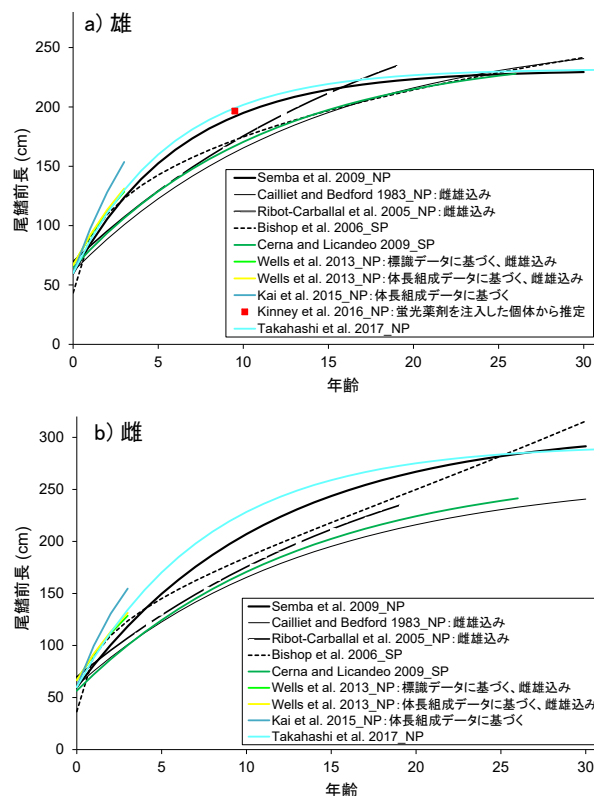 a) 雄
250
200
150
100
50
0
尾鰭前長 (cm)
Semba et al. 2009_NP
Cailliet and Bedford 1983_NP：雌雄込み
Ribot-Carballal et al. 2005_NP：雌雄込み
Bishop et al. 2006_SP
Cerna and Licandeo 2009_SP
Wells et al. 2013_NP：標識データに基づく、雌雄込み
Wells et al. 2013_NP：体長組成データに基づく、雌雄込み
Kai et al. 2015_NP：体長組成データに基づく
Kinney et al. 2016_NP：蛍光薬剤を注入した個体から推定
Takahashi et al. 2017_NP
0 5 10 15 20 25 30
年齢
b) 雌
300
250
200
150
100
50
0
尾鰭前長 (cm)
Semba et al. 2009_NP
Cailliet and Bedford 1983_NP：雌雄込み
Ribot-Carballal et al. 2005_NP：雌雄込み
Bishop et al. 2006_SP
Cerna and Licandeo 2009_SP
Wells et al. 2013_NP：標識データに基づく、雌雄込み
Wells et al. 2013_NP：体長組成データに基づく、雌雄込み
Kai et al. 2015_NP：体長組成データに基づく
Takahashi et al. 2017_NP
0 5 10 15 20 25 30
年齢